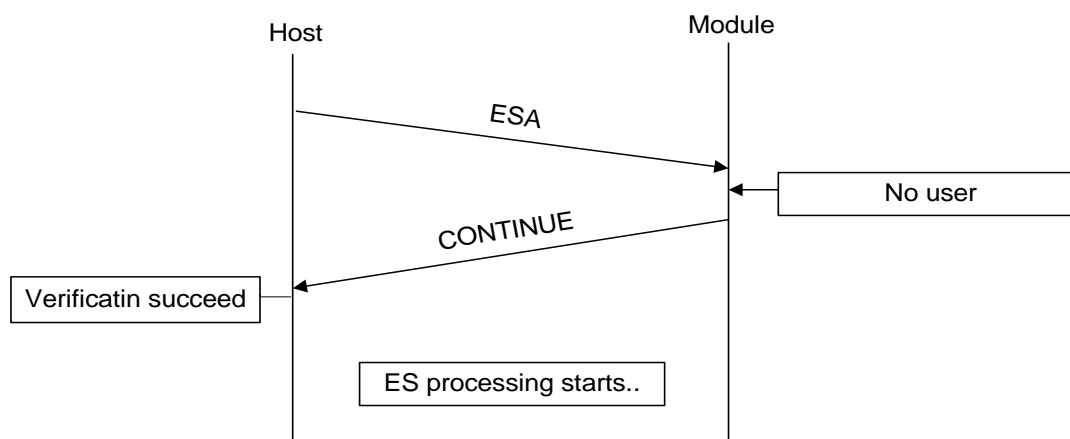 Host
Module
ESA
No user
CONTINUE
Verificatin succeed
ES processing starts..